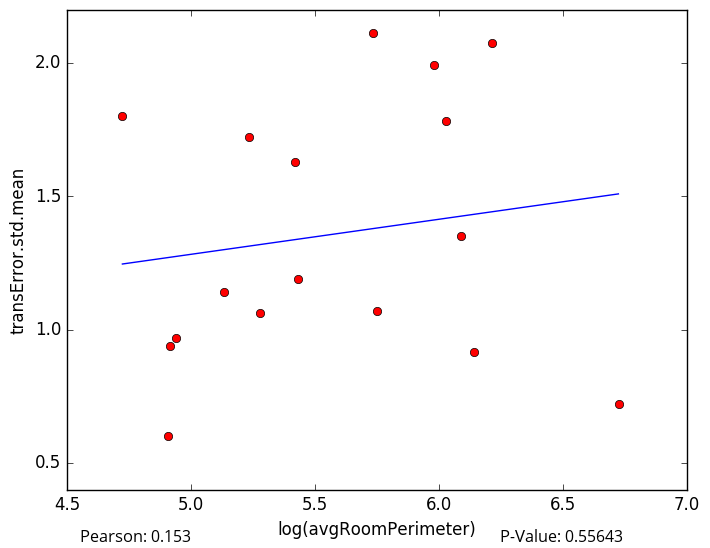 transError.std.mean
2.0
1.5
1.0
0.5
4.5 5.0 5.5 6.0 6.5 7.0
log(avgRoomPerimeter)
Pearson: 0.153 P-Value: 0.55643